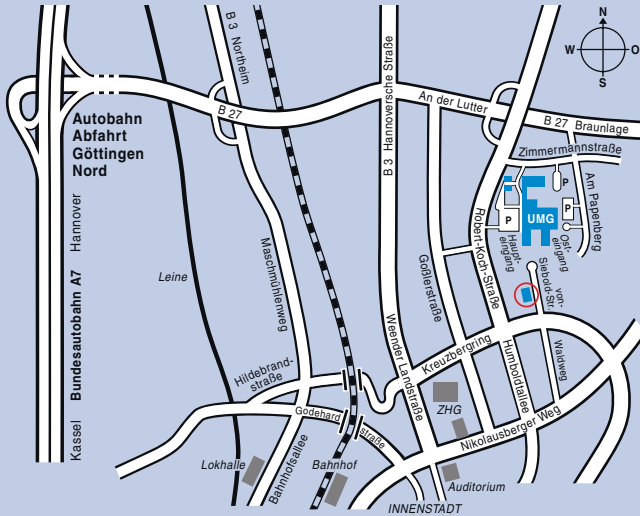 N
W
O
S
B 3 Northeim
B 3 Hannoversche Straße
An der Lutter
B 27
B 27 Braunlage
Autobahn
Abfahrt
Göttingen
Nord
Zimmermannstraße
Am Papenberg
P
P
P
UMG
Haupt-
eingang
Ost-
eingang
Robert-Koch-Straße
von-
Siebold-Str.
Hannover
Bundesautobahn A7
Kassel
Leine
Maschmühlenweg
Goßlerstraße
Weender Landstraße
Kreuzbergring
Humboldtallee
Waldweg
Hildebrand-
straße
Godehard
straße
ZHG
Nikolausberger Weg
Lokhalle
Bahnhofsallee
Bahnhof
Auditorium
INNENSTADT